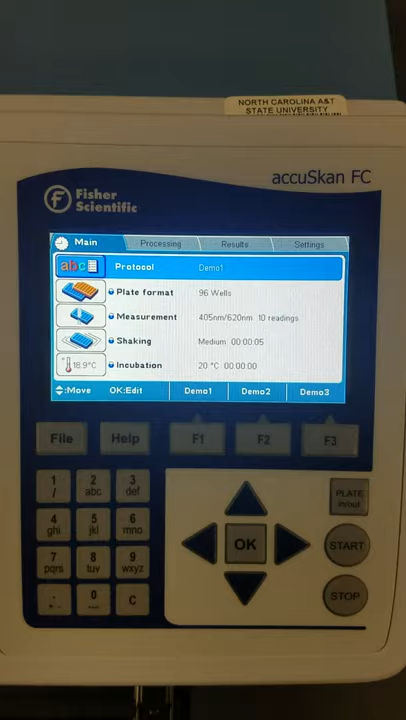 NORTH CAROLINA A&T
STATE UNIVERSITY
accuSkan FC
Fisher
Scientific
Main
Processing
Results
Settings
abc
Protocol
Demo1
Plate format
96 Wells
Measurement
405nm/620nm 10 readings
Shaking
Medium 00:00:05
18.9°C
Incubation
20 °C 00:00:00
:Move
OK:Edit
Demo1
Demo2
Demo3
File
Help
F1
F2
F3
1
/
2
abc
3
def
4
ghi
5
jkl
6
mno
7
pqrs
8
tuv
9
wxyz
. -
0
C
OK
PLATE
in/out
START
STOP